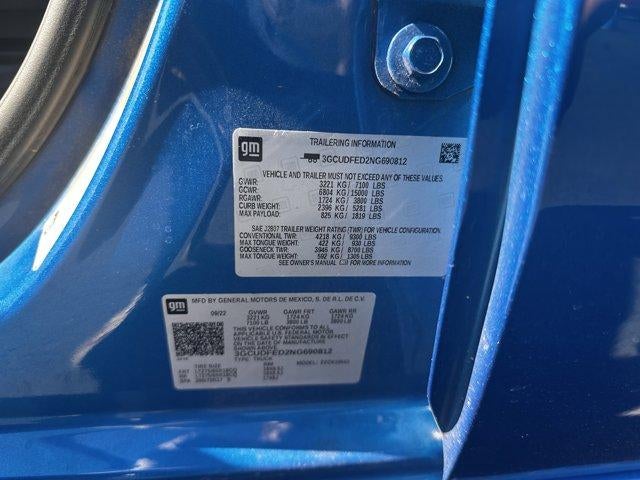 gm
TRAILERING INFORMATION
3GCUDFED2NG690812
VEHICLE AND TRAILER MUST NOT EXCEED ANY OF THESE VALUES.
GVWR: 3221 KG / 7100 LBS
GCWR: 6804 KG / 15000 LBS
RGAWR: 1724 KG / 3800 LBS
CURB WEIGHT: 2396 KG / 5281 LBS
MAX PAYLOAD: 825 KG / 1819 LBS
SAE J2807 TRAILER WEIGHT RATING (TWR) FOR VEHICLE CONFIGURATION.
CONVENTIONAL TWR: 4218 KG / 9300 LBS
MAX TONGUE WEIGHT: 422 KG / 930 LBS
GOOSENECK TWR: 3946 KG / 8700 LBS
MAX TONGUE WEIGHT: 592 KG / 1305 LBS
SEE OWNER'S MANUAL FOR MORE INFORMATION
gm
MFD BY GENERAL MOTORS DE MEXICO, S. DE R.L. DE C.V.
09/22 GVWR GAWR FRT GAWR RR
3221 KG 1724 KG 1724 KG
7100 LB 3800 LB 3800 LB
THIS VEHICLE CONFORMS TO ALL
APPLICABLE U.S. FEDERAL MOTOR
VEHICLE SAFETY STANDARDS IN EFFECT
ON THE DATE OF MANUFACTURE
SHOWN ABOVE.
3GCUDFED2NG690812
TYPE: TRUCK MODEL:
TIRE SIZE RIM
FRT
RR
SPA